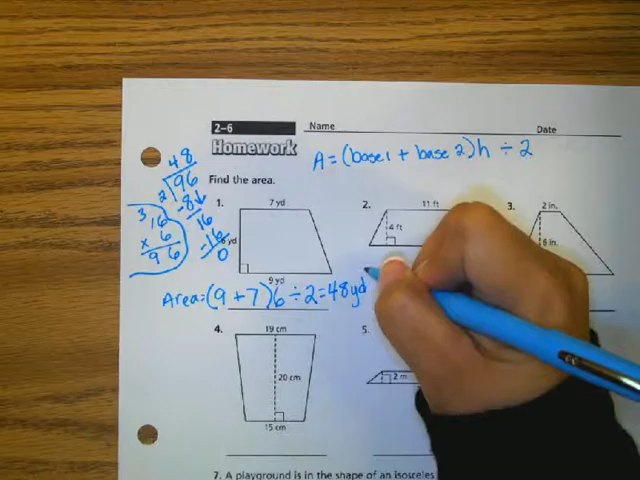 2–6
Name
Date
Homework
A = (base1 + base 2)h ÷ 2
Find the area.
1.
7 yd
yd
9 yd
Area = (9 + 7)6 ÷ 2 = 48yd
2.
11 ft
4 ft
3.
2 in.
6 in.
48
2 96
-8
16
-16
0
3
16
x 6
96
4.
19 cm
20 cm
15 cm
5.
2 m
7. A playground is in the shape of an isosceles